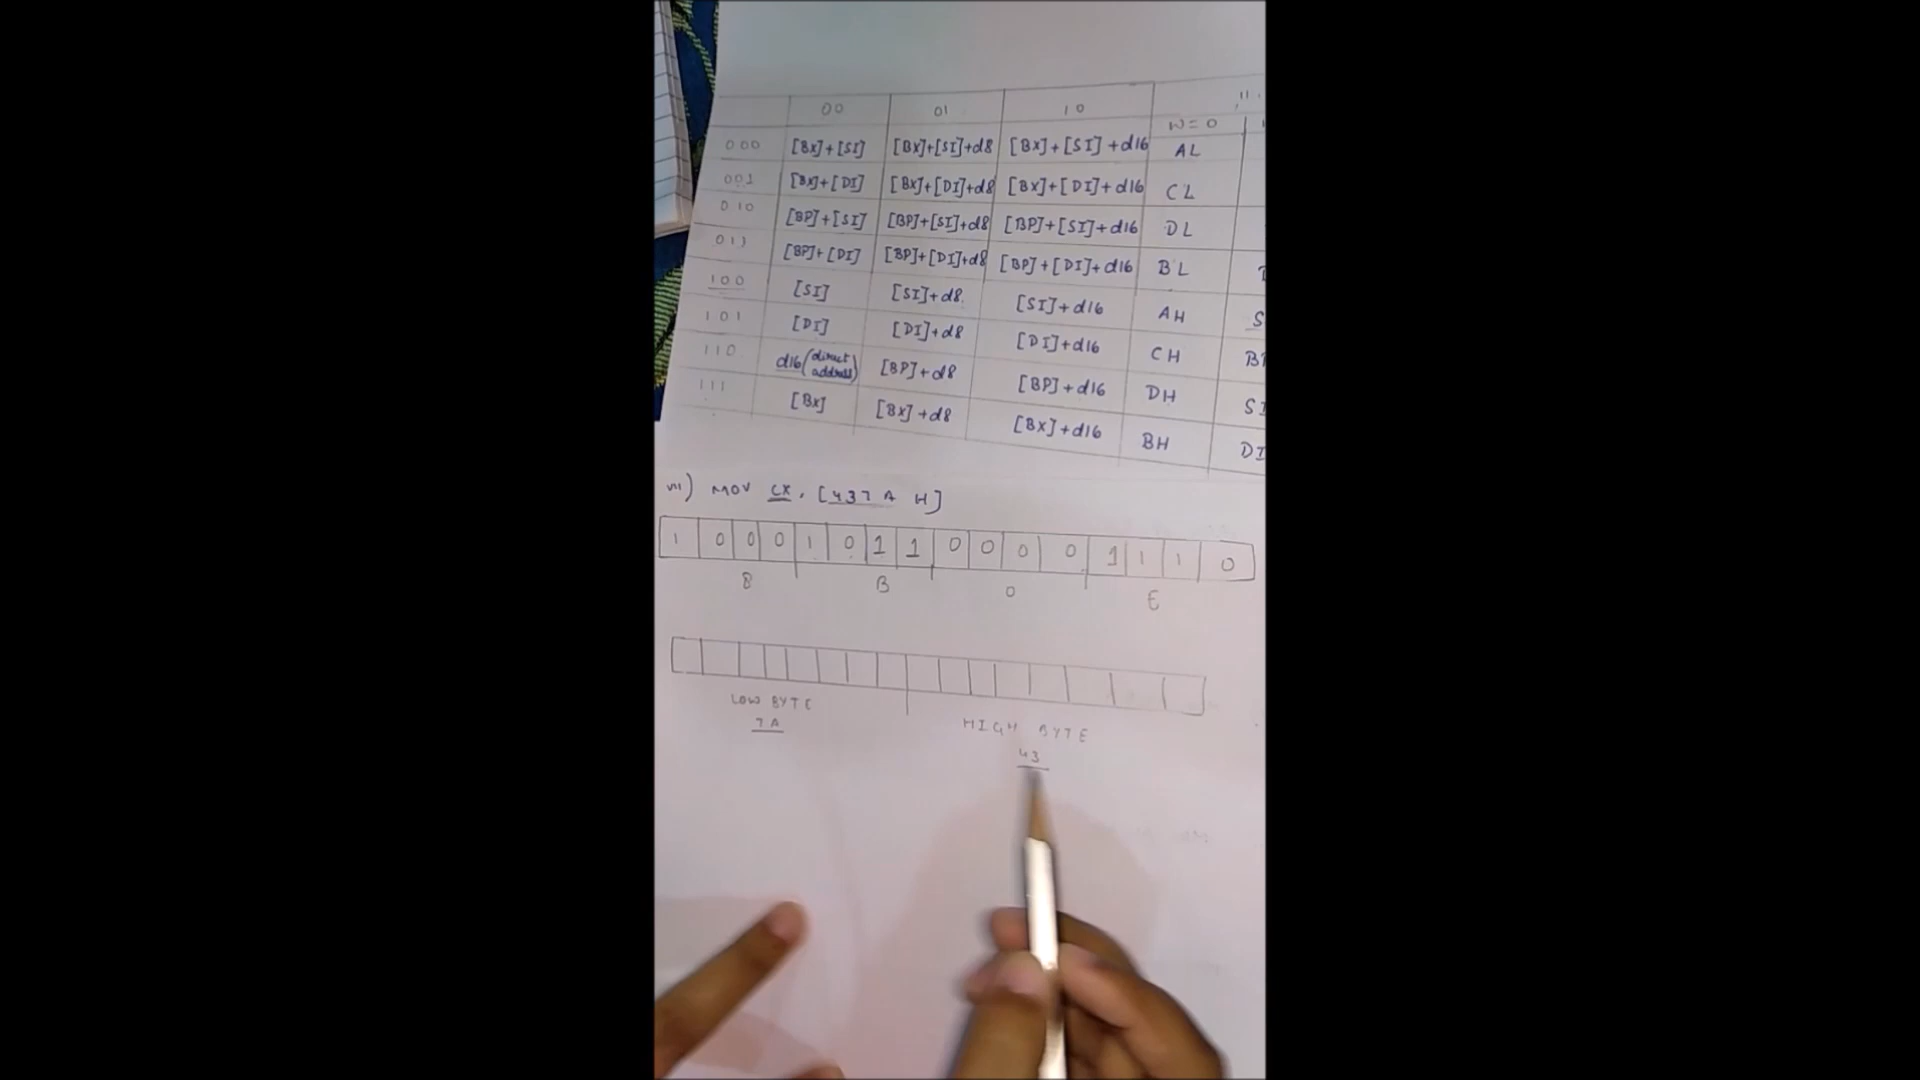 00 01 10 11
W=0
000 [BX]+[SI] [BX]+[SI]+d8 [BX]+[SI]+d16 AL
001 [BX]+[DI] [BX]+[DI]+d8 [BX]+[DI]+d16 CL
010 [BP]+[SI] [BP]+[SI]+d8 [BP]+[SI]+d16 DL
011 [BP]+[DI] [BP]+[DI]+d8 [BP]+[DI]+d16 BL
100 [SI] [SI]+d8 [SI]+d16 AH S
101 [DI] [DI]+d8 [DI]+d16 CH
110 d16 (direct address) [BP]+d8 [BP]+d16 DH SI
111 [BX] [BX]+d8 [BX]+d16 BH DI
vii) MOV CX, [437A H]
1 0 0 0 1 0 1 1 0 0 0 0 1 1 1 0
8 B 0 E
LOW BYTE HIGH BYTE
7A 43